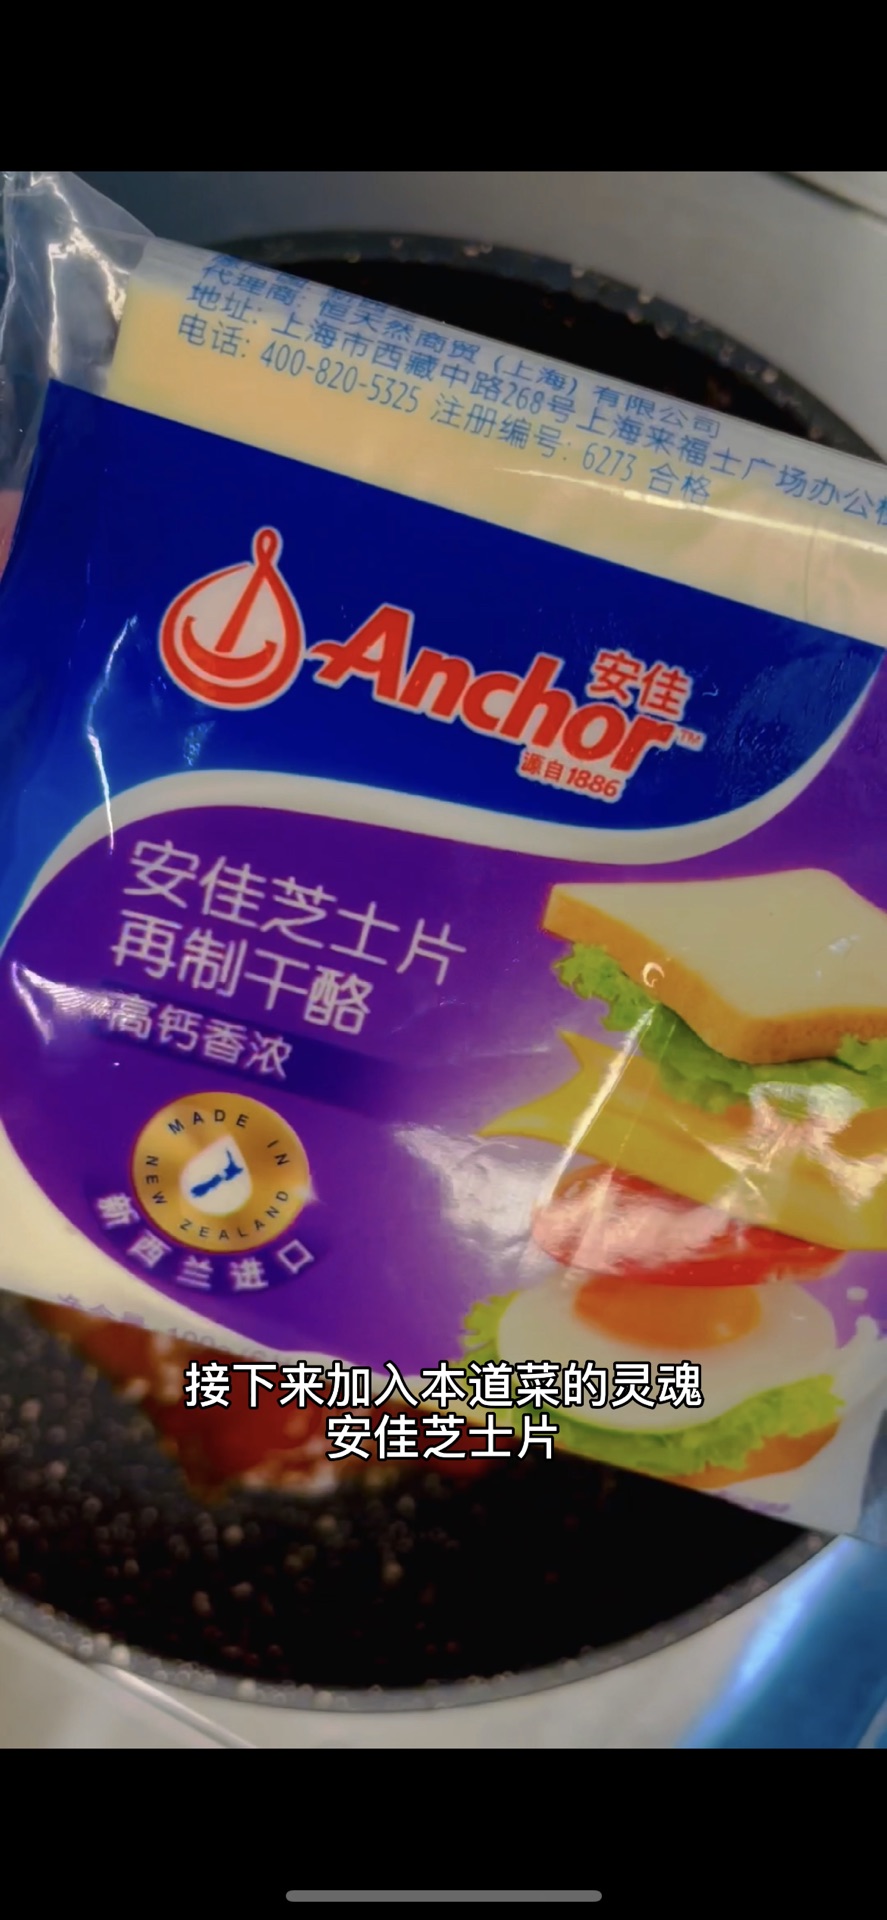 代理商: 恒天然商贸 (上海) 有限公司
地址: 上海市西藏中路268号上海来福士广场办公
电话: 400-820-5325 注册编号: 6273 合格
安佳
Anchor™
源自1886
安佳芝士片
再制干酪
高钙香浓
MADE IN
NEW ZEALAND
新西兰进口
接下来加入本道菜的灵魂
安佳芝士片